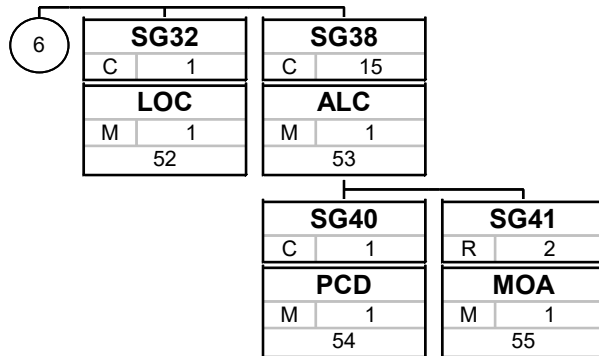 6
SG32 SG38
C 1 C 15
LOC ALC
M 1 M 1
52 53
SG40 SG41
C 1 R 2
PCD MOA
M 1 M 1
54 55